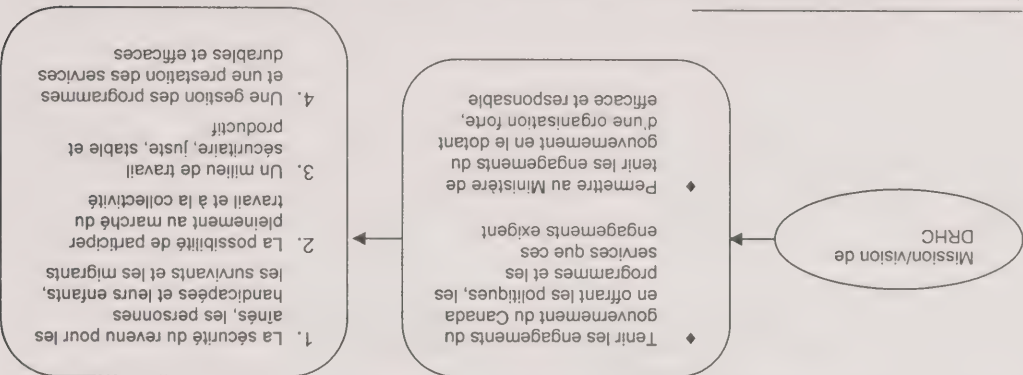 Mission/vision de
DRHC
♦ Tenir les engagements du
gouvernement du Canada
en offrant les politiques, les
programmes et les
services que ces
engagements exigent
♦ Permettre au Ministère de
tenir les engagements du
gouvernement en le dotant
d'une organisation forte,
efficace et responsable
1. La sécurité du revenu pour les
aînés, les personnes
handicapées et leurs enfants,
les survivants et les migrants
2. La possibilité de participer
pleinement au marché du
travail et à la collectivité
3. Un milieu de travail
sécuritaire, juste, stable et
productif
4. Une gestion des programmes
et une prestation des services
durables et efficaces